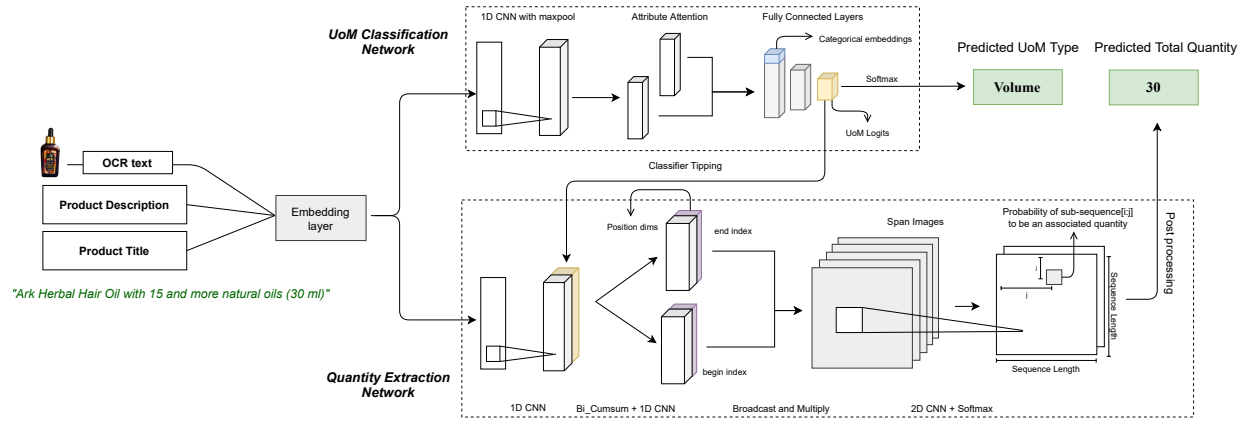 1D CNN with maxpool
Attribute Attention
Fully Connected Layers
UoM Classification
Network
Categorical embeddings
Softmax
UoM Logits
Predicted UoM Type
Predicted Total Quantity
Volume
30
OCR text
Product Description
Product Title
Embedding
layer
"Ark Herbal Hair Oil with 15 and more natural oils (30 ml)"
Classifier Tipping
Position dims
end index
begin index
Span Images
Probability of sub-sequence[i:j]
to be an associated quantity
i
j
Sequence Length
Sequence Length
Post processing
Quantity Extraction
Network
1D CNN
Bi_Cumsum + 1D CNN
Broadcast and Multiply
2D CNN + Softmax